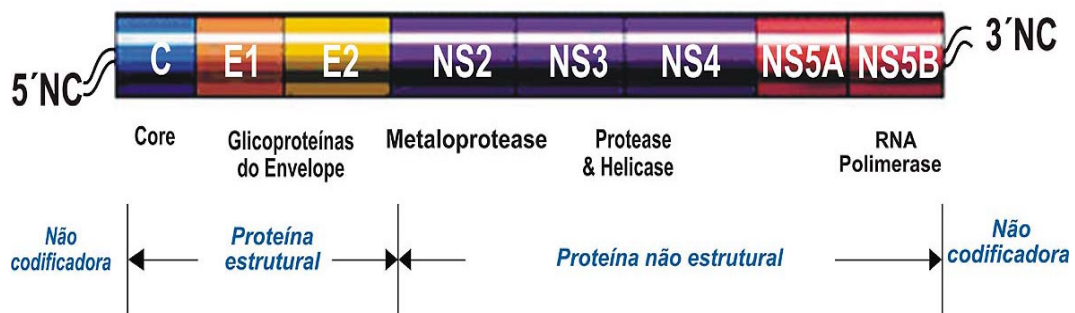 5´NC
C
E1
E2
NS2
NS3
NS4
NS5A
NS5B
3´NC
Core
Glicoproteínas
do Envelope
Metaloprotease
Protease
& Helicase
RNA
Polimerase
Não
codificadora
Proteína
estrutural
Proteína não estrutural
Não
codificadora